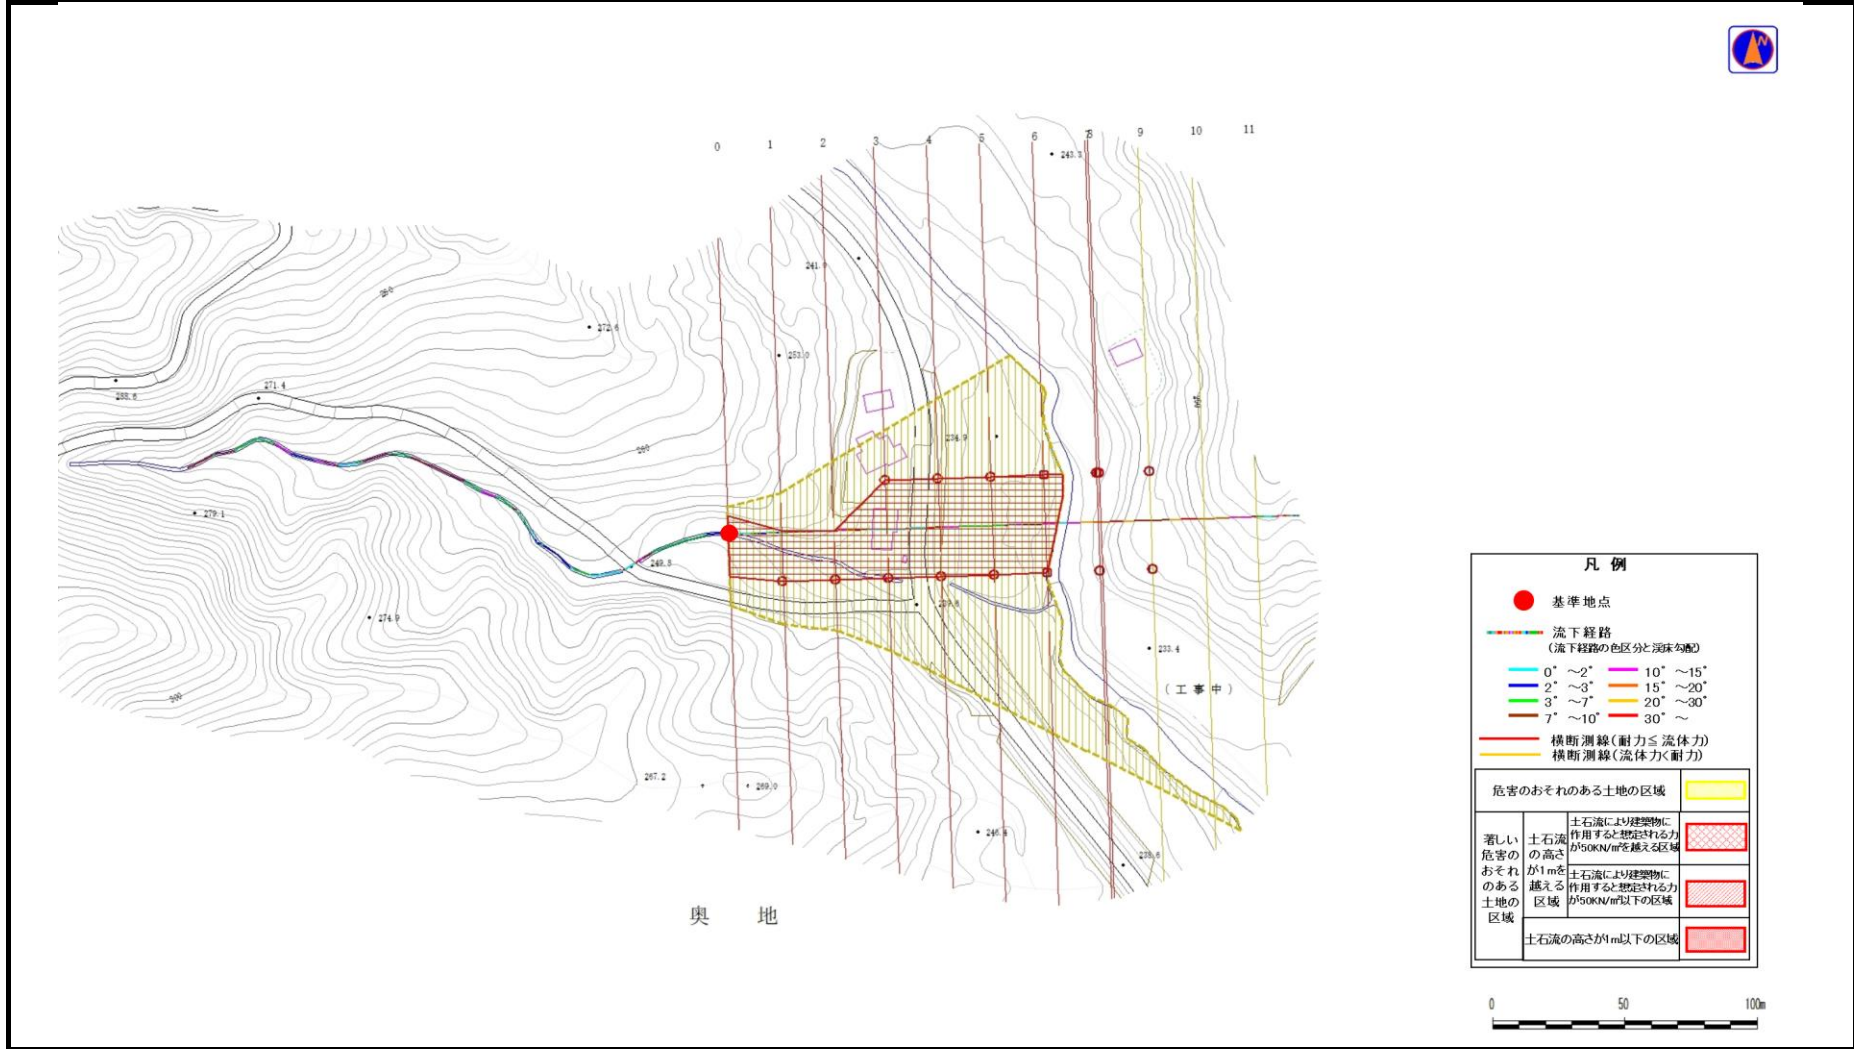 N
0 1 2 3 4 5 6 7 8 9 10 11
243.3
241.9
280
272.6
253.0
271.4
288.6
260
234.9
279.1
249.8
239.8
274.9
233.4
(工事中)
300
267.2
269.0
248.4
238.6
奥 地
凡 例
基準地点
流下経路
(流下経路の色区分と渓床勾配)
0° ~2° 10° ~15°
2° ~3° 15° ~20°
3° ~7° 20° ~30°
7° ~10° 30° ~
横断測線(耐力≦流体力)
横断測線(流体力<耐力)
危害のおそれのある土地の区域
著しい
危害の
おそれ
のある
土地の
区域
土石流
の高さ
が1mを
越える
区域
土石流により建築物に
作用すると想定される力
が50KN/㎡を越える区域
土石流により建築物に
作用すると想定される力
が50KN/㎡以下の区域
土石流の高さが1m以下の区域
0 50 100m